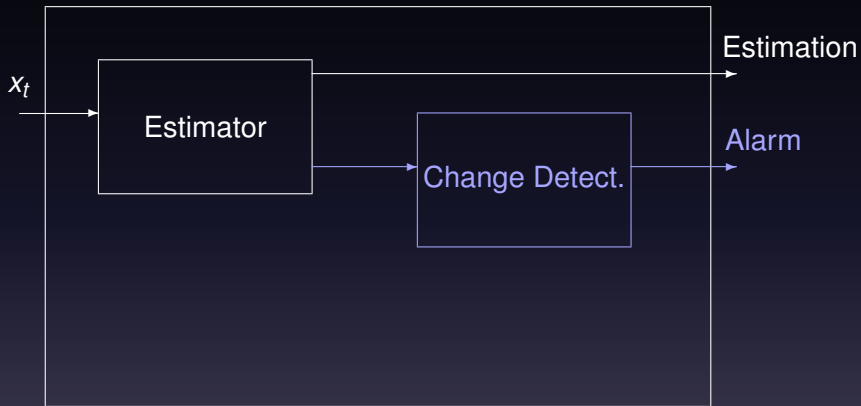 Estimation
x_t
Estimator
Alarm
Change Detect.